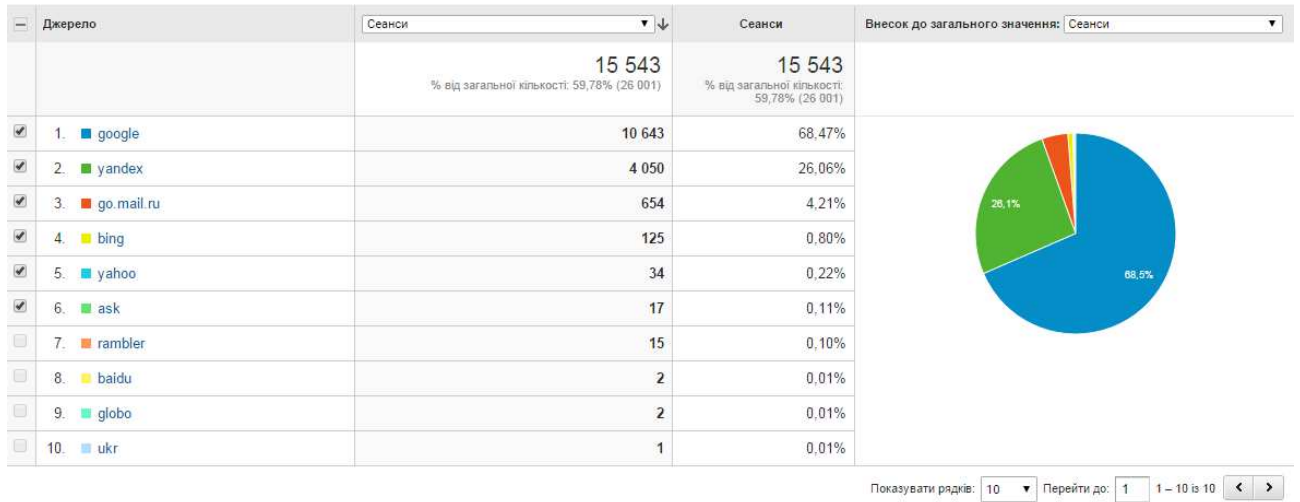 Джерело Сеанси Сеанси Внесок до загального значення: Сеанси
15 543 15 543
% від загальної кількості: 59,78% (26 001) % від загальної кількості:
59,78% (26 001)
1. google 10 643 68,47%
2. yandex 4 050 26,06%
3. go.mail.ru 654 4,21%
4. bing 125 0,80%
5. yahoo 34 0,22%
6. ask 17 0,11%
7. rambler 15 0,10%
8. baidu 2 0,01%
9. globo 2 0,01%
10. ukr 1 0,01%
26,1%
68,5%
Показувати рядків: 10 Перейти до: 1 1 – 10 із 10